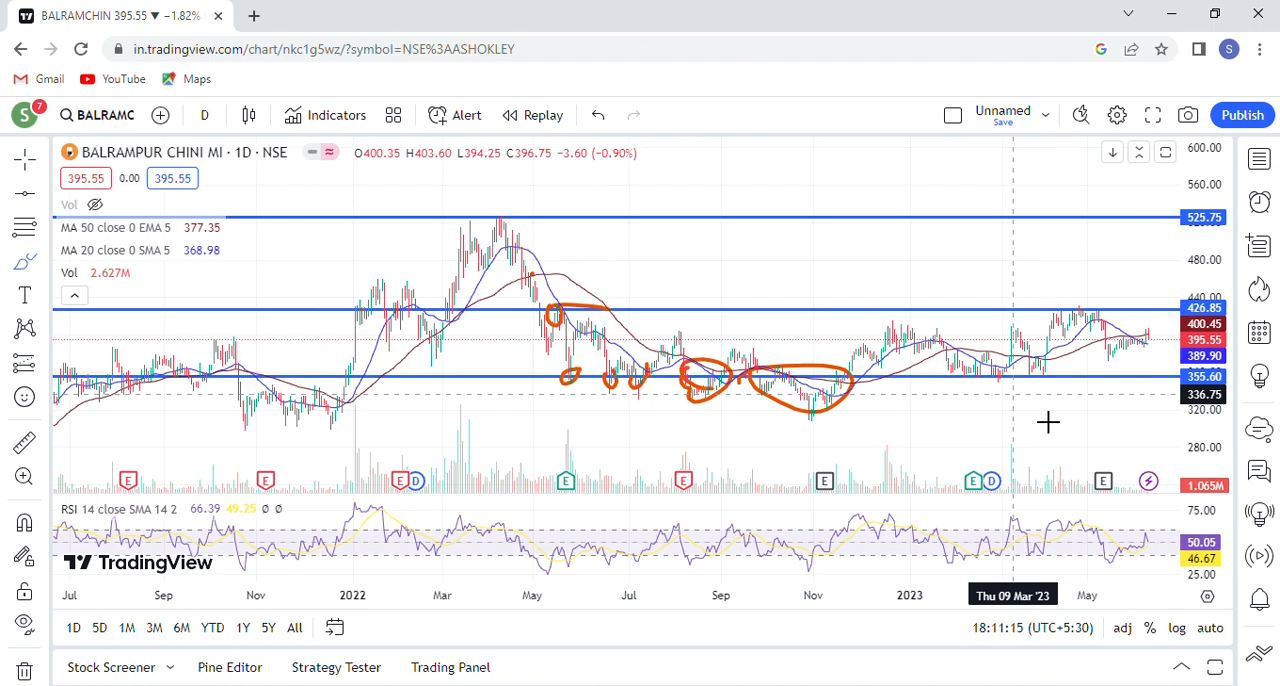 BALRAMCHIN 395.55 ▼ −1.82%
in.tradingview.com/chart/nkc1g5wz/?symbol=NSE%3AASHOKLEY
Gmail YouTube Maps
S 7 BALRAMC D Indicators Alert Replay Unnamed Save Publish
BALRAMPUR CHINI MI · 1D · NSE O400.35 H403.60 L394.25 C396.75 −3.60 (−0.90%)
395.55 0.00 395.55
Vol
MA 50 close 0 EMA 5 377.35
MA 20 close 0 SMA 5 368.98
Vol 2.627M
600.00
560.00
525.75
480.00
440.00
426.85
400.45
395.55
389.90
355.60
336.75
320.00
280.00
E E E D E E E E D E
1.065M
RSI 14 close SMA 14 2 66.39 49.25 Ø Ø
75.00
50.05
46.67
25.00
TradingView
Jul Sep Nov 2022 Mar May Jul Sep Nov 2023 Thu 09 Mar '23 May
1D 5D 1M 3M 6M YTD 1Y 5Y All 18:11:15 (UTC+5:30) adj % log auto
Stock Screener Pine Editor Strategy Tester Trading Panel